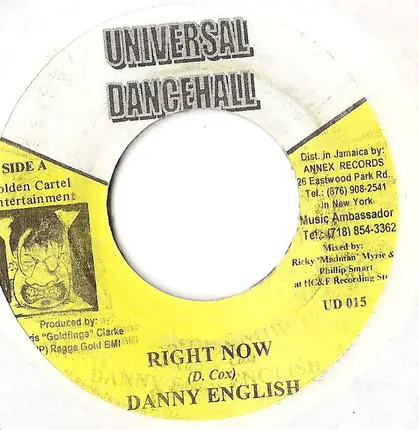 UNIVERSAL
DANCEHALL
SIDE A
olden Cartel
ntertainment
Produced by:
ris "Goldfinga" Clarke
(P) Ragga Gold BMI
Dist. in Jamaica by:
ANNEX RECORDS
26 Eastwood Park Rd.
Tel.: (876) 908-2541
in New York
Music Ambassador
Tel: (718) 854-3362
Mixed by:
Ricky 'Madman' Myrie &
Phillip Smart
at HC&F Recording Stu
UD 015
RIGHT NOW
(D. Cox)
DANNY ENGLISH